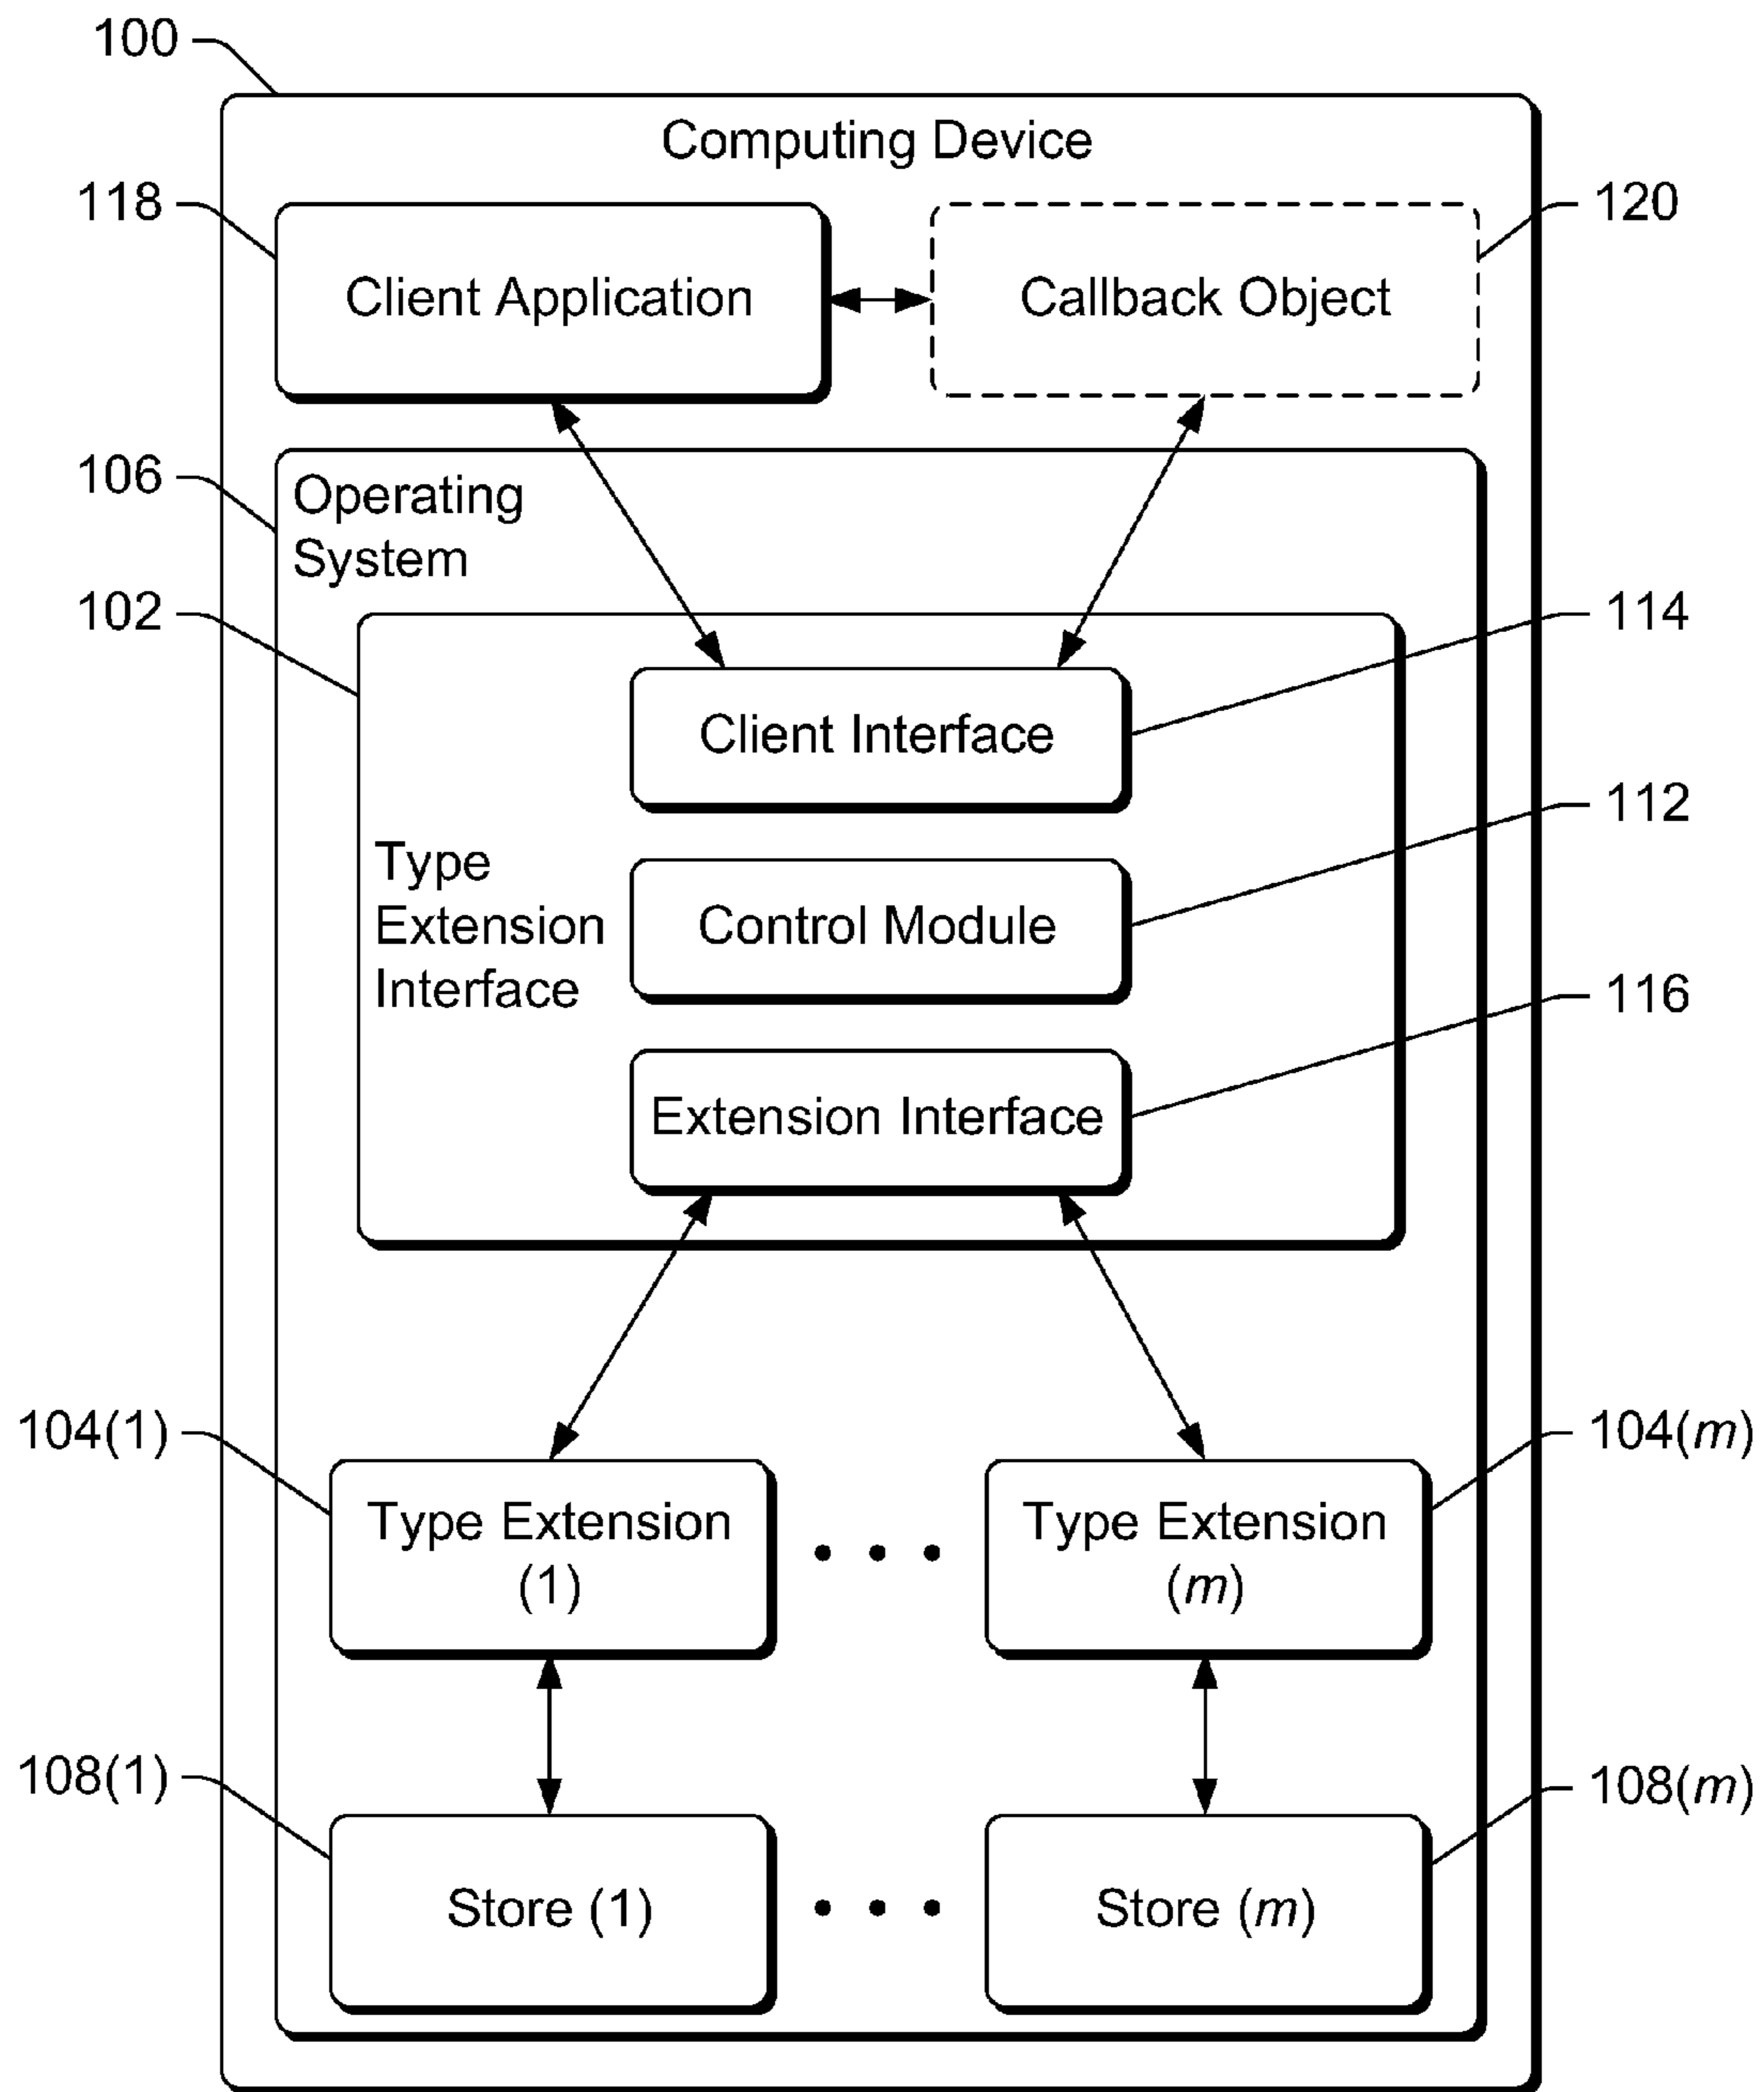 100
Computing Device
118
120
Client Application
Callback Object
106
Operating
System
102
114
Client Interface
112
Type
Extension
Interface
Control Module
116
Extension Interface
104(1)
104(m)
Type Extension
(1)
Type Extension
(m)
108(1)
108(m)
Store (1)
Store (m)